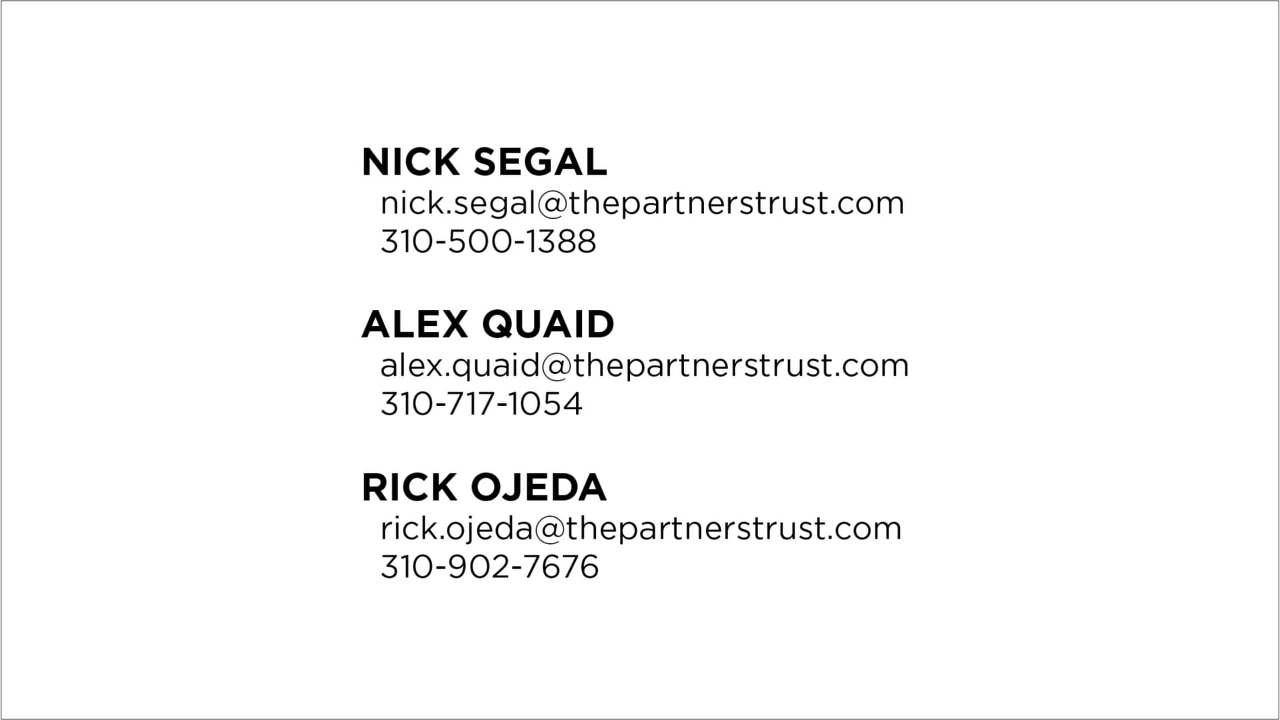 NICK SEGAL
nick.segal@thepartnerstrust.com
310-500-1388
ALEX QUAID
alex.quaid@thepartnerstrust.com
310-717-1054
RICK OJEDA
rick.ojeda@thepartnerstrust.com
310-902-7676